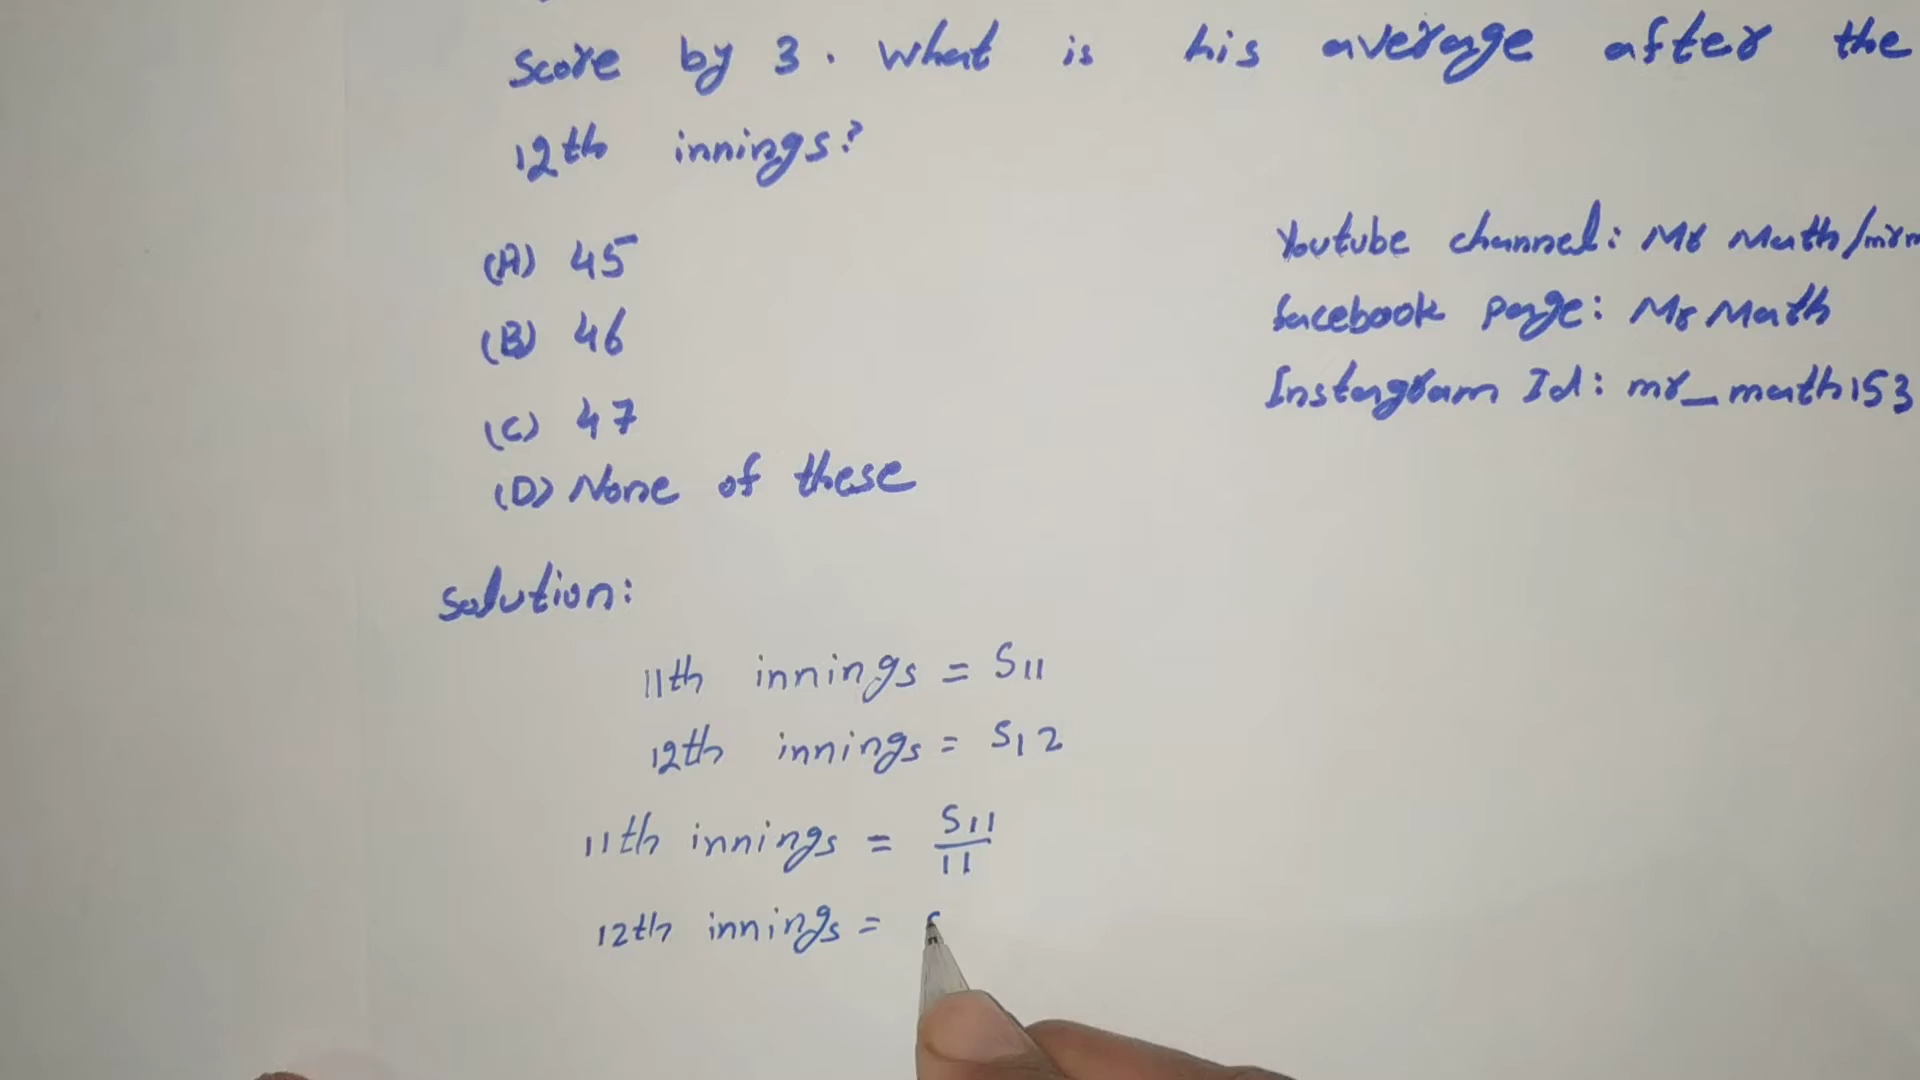 Score by 3. What is his average after the
12th innings?
(A) 45
(B) 46
(C) 47
(D) None of these
Youtube channel: Mr Math/mrm
facebook page: Mr Math
Instagram Id: mr_math153
Solution:
11th innings = S11
12th innings = S12
11th innings = S11/11
12th innings =